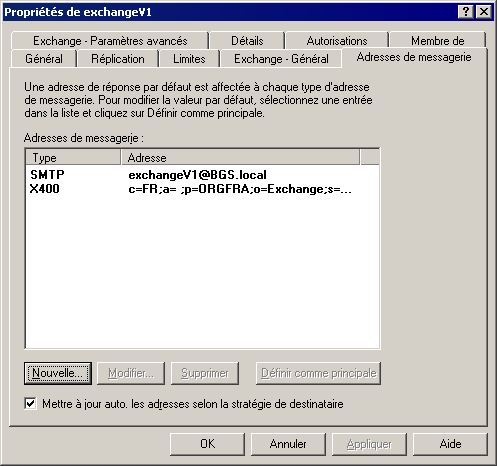 Propriétés de exchangeV1
Exchange - Paramètres avancés Détails Autorisations Membre de
Général Réplication Limites Exchange - Général Adresses de messagerie
Une adresse de réponse par défaut est affectée à chaque type d'adresse
de messagerie. Pour modifier la valeur par défaut, sélectionnez une entrée
dans la liste et cliquez sur Définir comme principale.
Adresses de messagerie :
Type Adresse
SMTP exchangeV1@BGS.local
X400 c=FR;a= ;p=ORGFRA;o=Exchange;s=...
Nouvelle... Modifier... Supprimer Définir comme principale
Mettre à jour auto. les adresses selon la stratégie de destinataire
OK Annuler Appliquer Aide